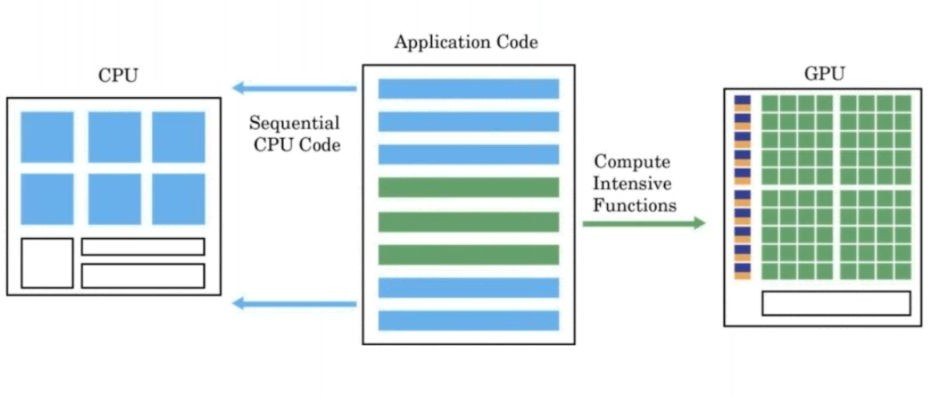 Application Code
CPU
GPU
Sequential
CPU Code
Compute
Intensive
Functions